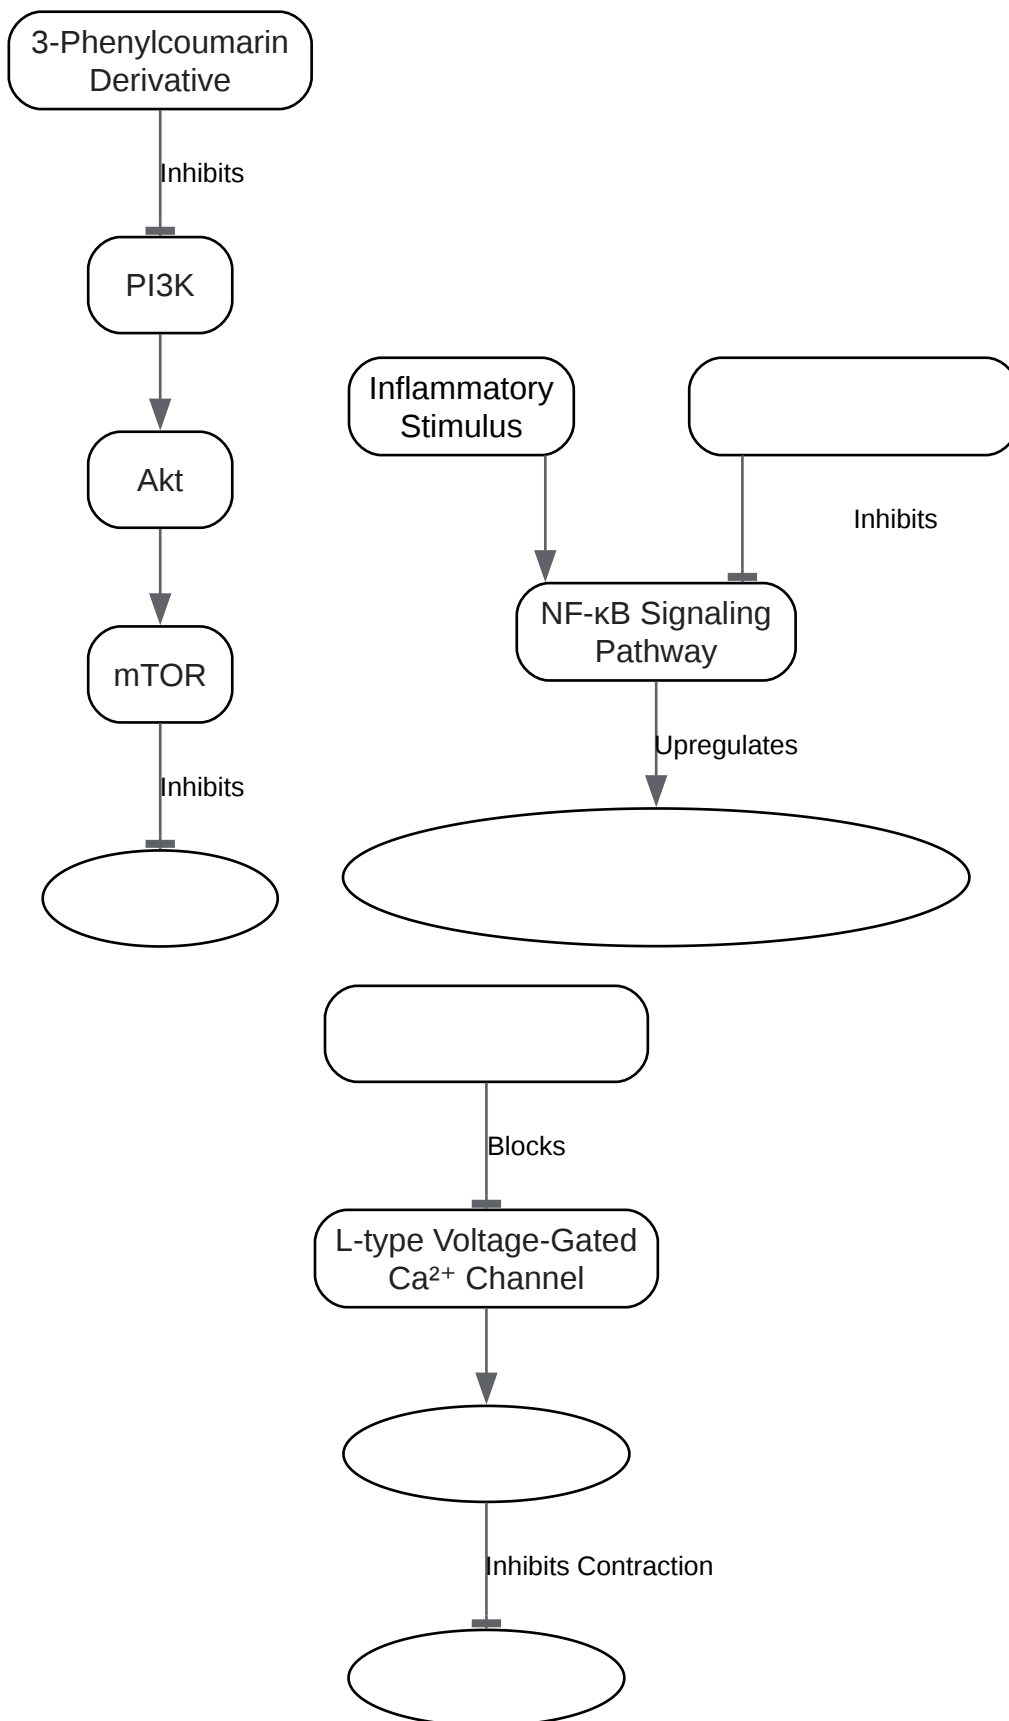 3-Phenylcoumarin
Derivative
Inhibits
PI3K
Akt
mTOR
Inhibits
Inflammatory
Stimulus
Inhibits
NF-κB Signaling
Pathway
Upregulates
Blocks
L-type Voltage-Gated
Ca²⁺ Channel
Inhibits Contraction